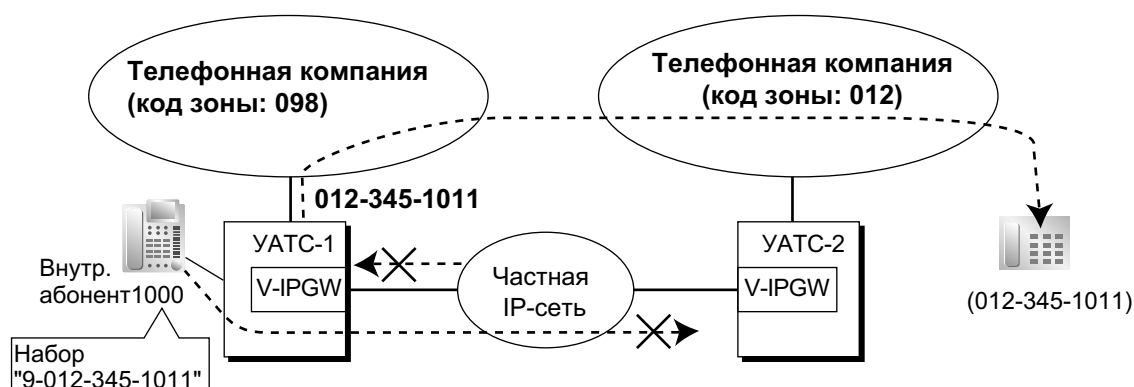 Телефонная компания
(код зоны: 098)
Телефонная компания
(код зоны: 012)
012-345-1011
УАТС-1
УАТС-2
Внутр.
абонент1000
V-IPGW
Частная
IP-сеть
V-IPGW
(012-345-1011)
Набор
"9-012-345-1011"